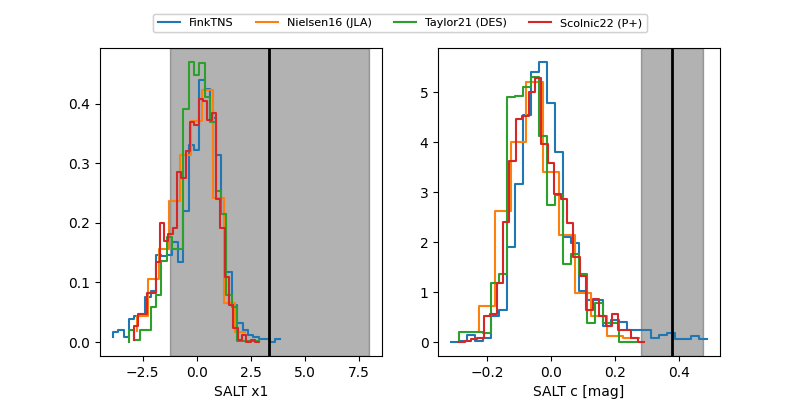 FinkTNS Nielsen16 (JLA) Taylor21 (DES) Scolnic22 (P+)
0.4
0.3
0.2
0.1
0.0
−2.5 0.0 2.5 5.0 7.5
SALT x1
5
4
3
2
1
0
−0.2 0.0 0.2 0.4
SALT c [mag]